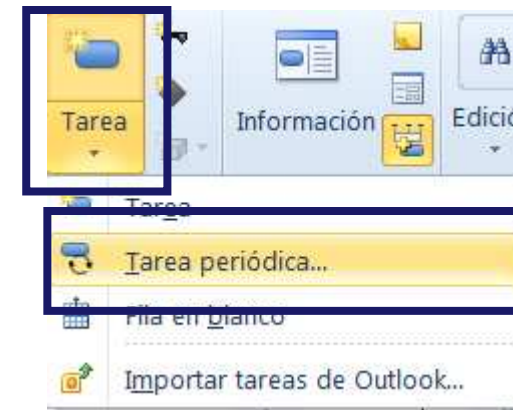 Tarea
Información
Edició
Tarea
Tarea periódica...
Fila en blanco
Importar tareas de Outlook...